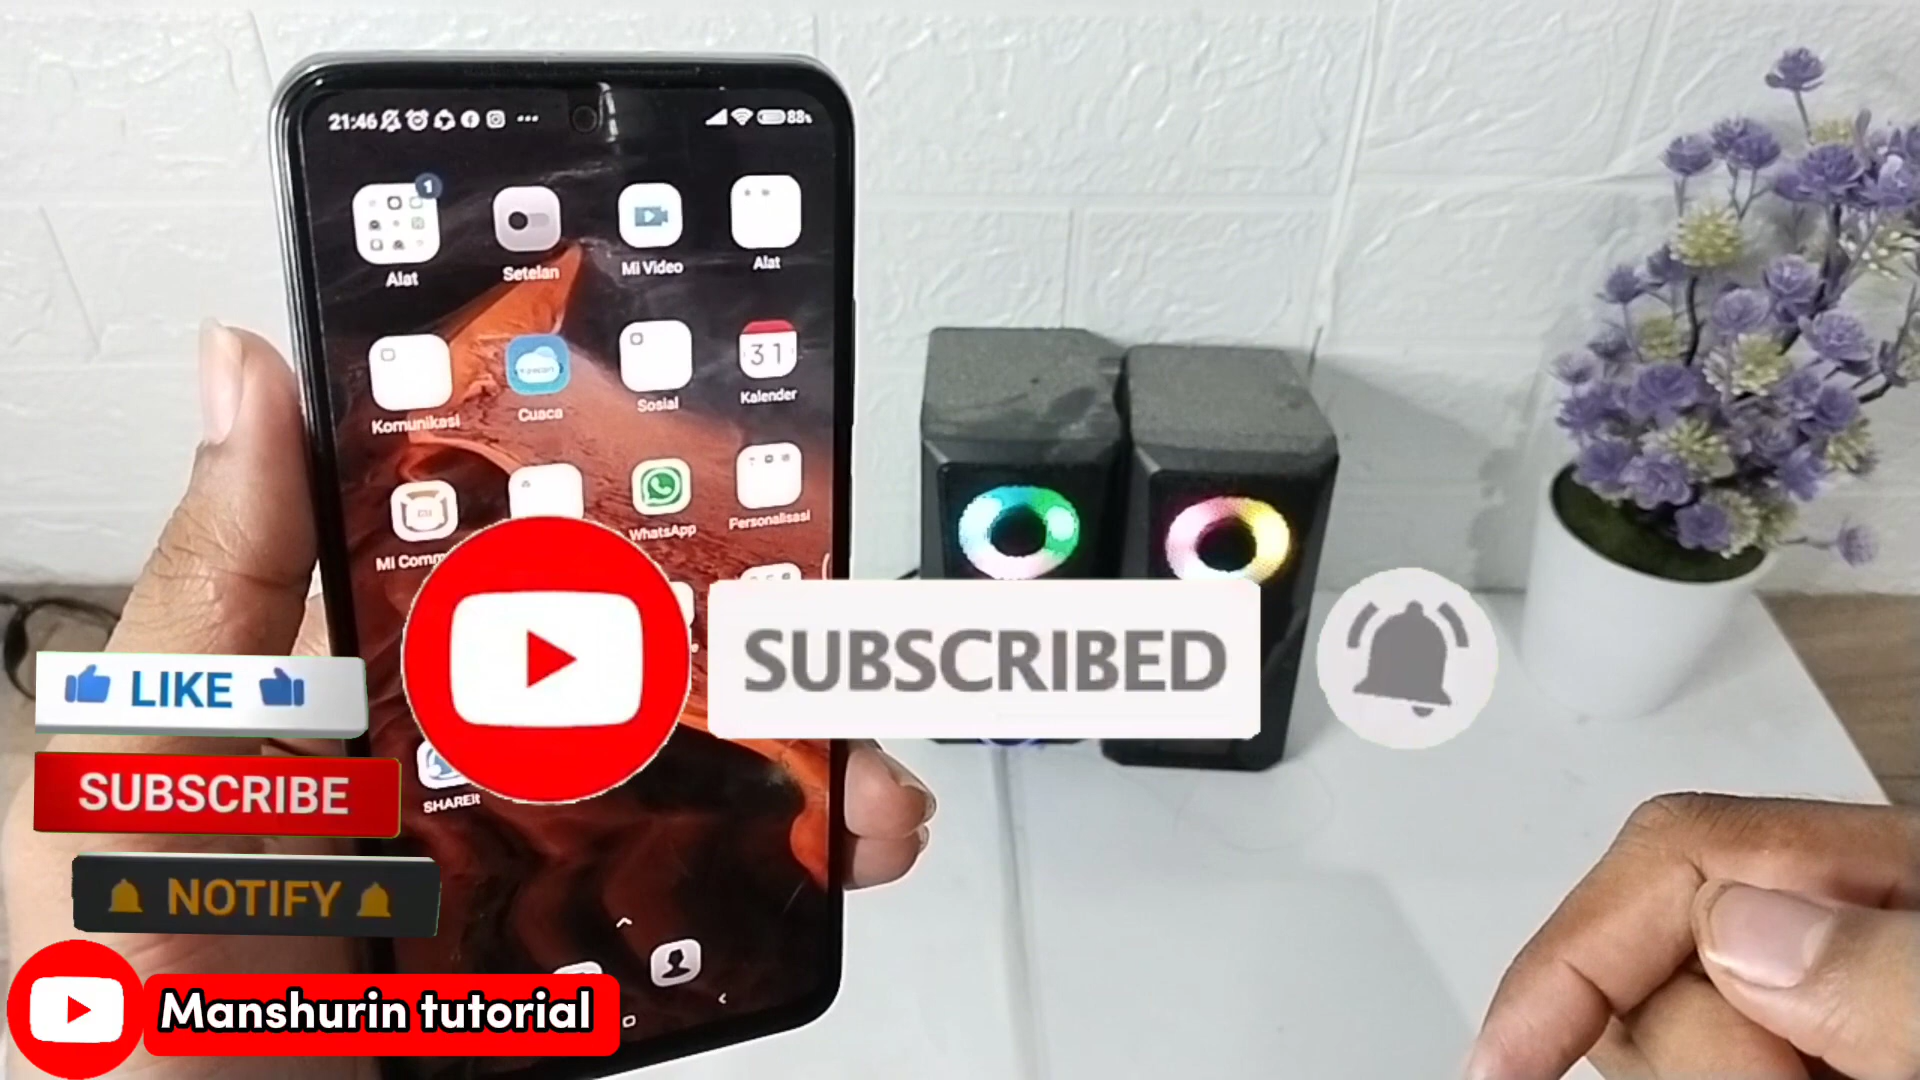 21:46
88%
1
Alat
Setelan
Mi Video
Alat
Komunikasi
Cuaca
Sosial
31
Kalender
Mi Comm
WhatsApp
Personalisasi
SHAREit
LIKE
SUBSCRIBED
SUBSCRIBE
NOTIFY
Manshurin tutorial